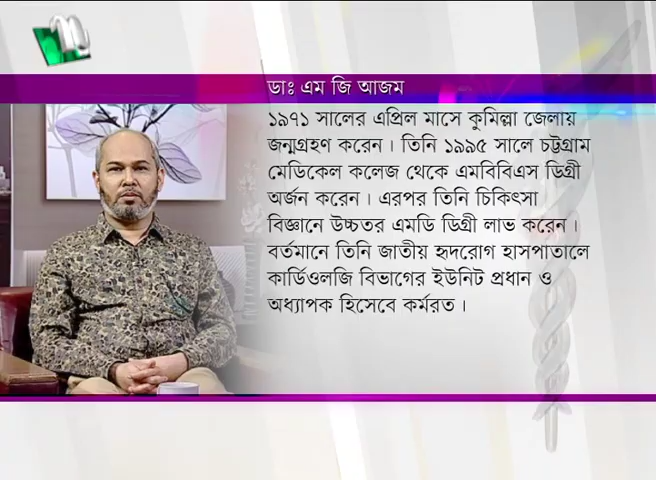 ডাঃ এম জি আজম
১৯৭১ সালের এপ্রিল মাসে কুমিল্লা জেলায়
জন্মগ্রহণ করেন। তিনি ১৯৯৫ সালে চট্টগ্রাম
মেডিকেল কলেজ থেকে এমবিবিএস ডিগ্রী
অর্জন করেন। এরপর তিনি চিকিৎসা
বিজ্ঞানে উচ্চতর এমডি ডিগ্রী লাভ করেন।
বর্তমানে তিনি জাতীয় হৃদরোগ হাসপাতালে
কার্ডিওলজি বিভাগের ইউনিট প্রধান ও
অধ্যাপক হিসেবে কর্মরত।